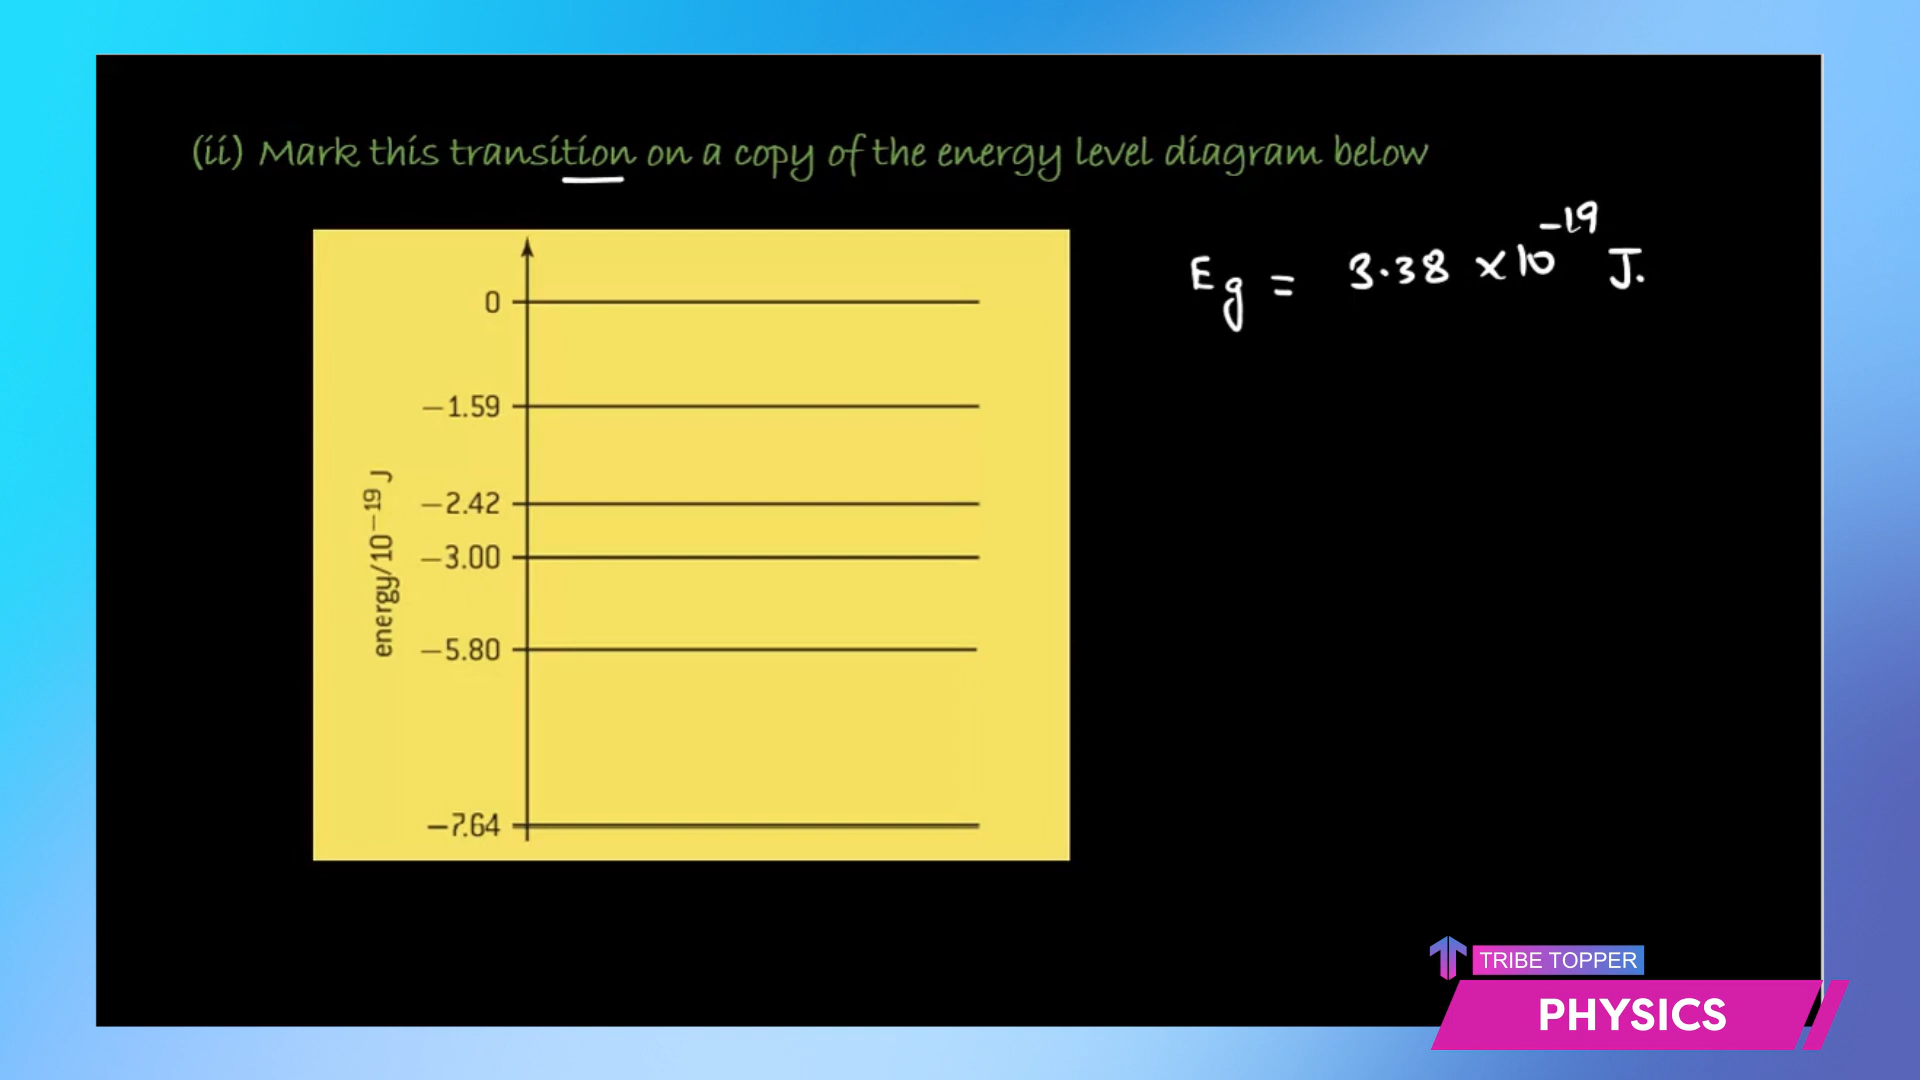 (ii) Mark this transition on a copy of the energy level diagram below
E_g = 3.38 × 10^-19 J.
0
−1.59
−2.42
−3.00
−5.80
−7.64
energy/10^−19 J
TRIBE TOPPER
PHYSICS